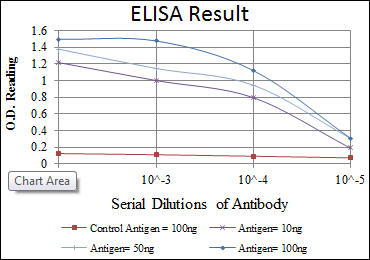 ELISA Result
1.6
1.4
1.2
1
0.8
0.6
0.4
0.2
0
O.D. Reading
Chart Area
10^-3 10^-4 10^-5
Serial Dilutions of Antibody
Control Antigen = 100ng Antigen= 10ng
Antigen= 50ng Antigen= 100ng